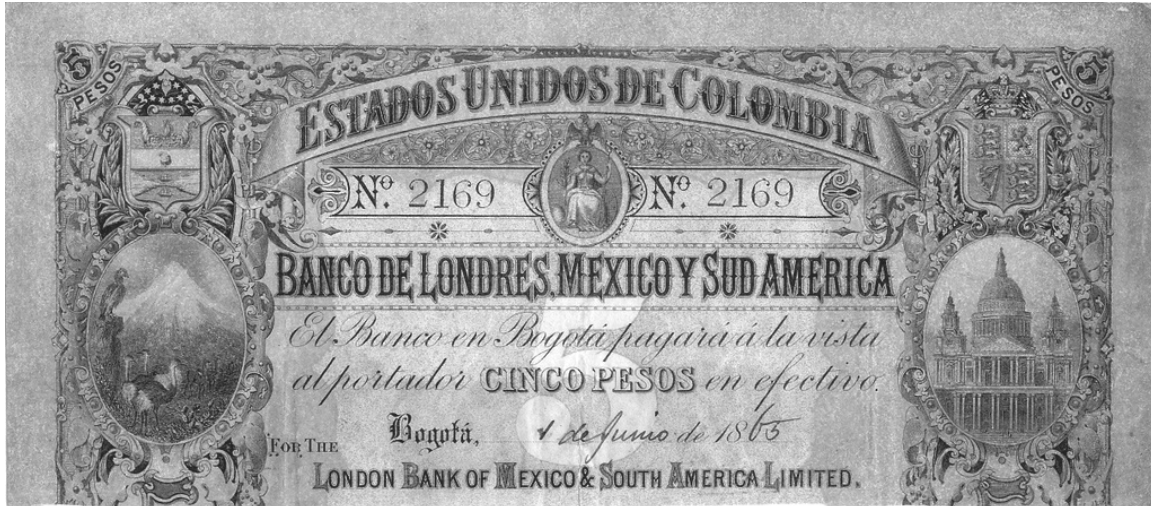 5 PESOS
5 PESOS
ESTADOS UNIDOS DE COLOMBIA
Nº. 2169
Nº. 2169
BANCO DE LONDRES, MEXICO Y SUD AMERICA
5
El Banco en Bogotá pagará á la vista
al portador CINCO PESOS en efectivo.
Bogotá, 1 de Junio de 1865
FOR THE
LONDON BANK OF MEXICO & SOUTH AMERICA LIMITED.